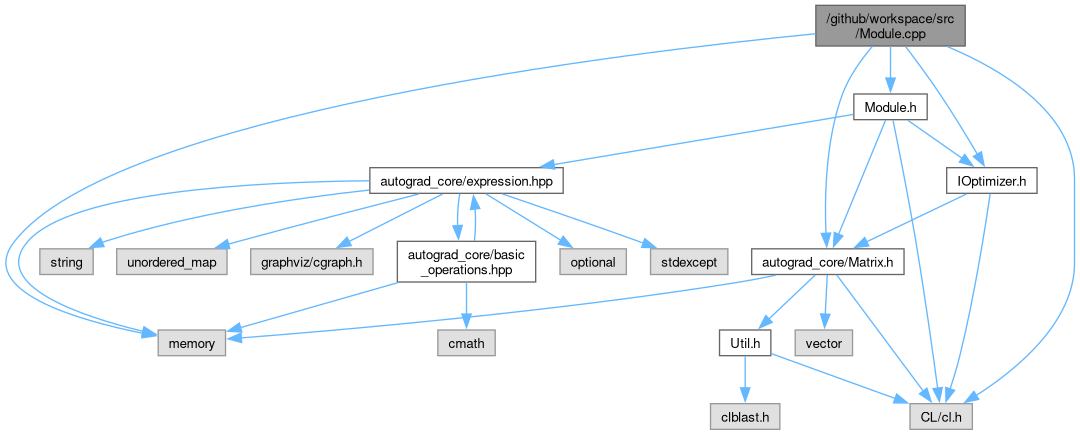 /github/workspace/src
/Module.cpp
Module.h
autograd_core/expression.hpp
IOptimizer.h
string
unordered_map
graphviz/cgraph.h
autograd_core/basic
_operations.hpp
optional
stdexcept
autograd_core/Matrix.h
memory
cmath
Util.h
vector
clblast.h
CL/cl.h